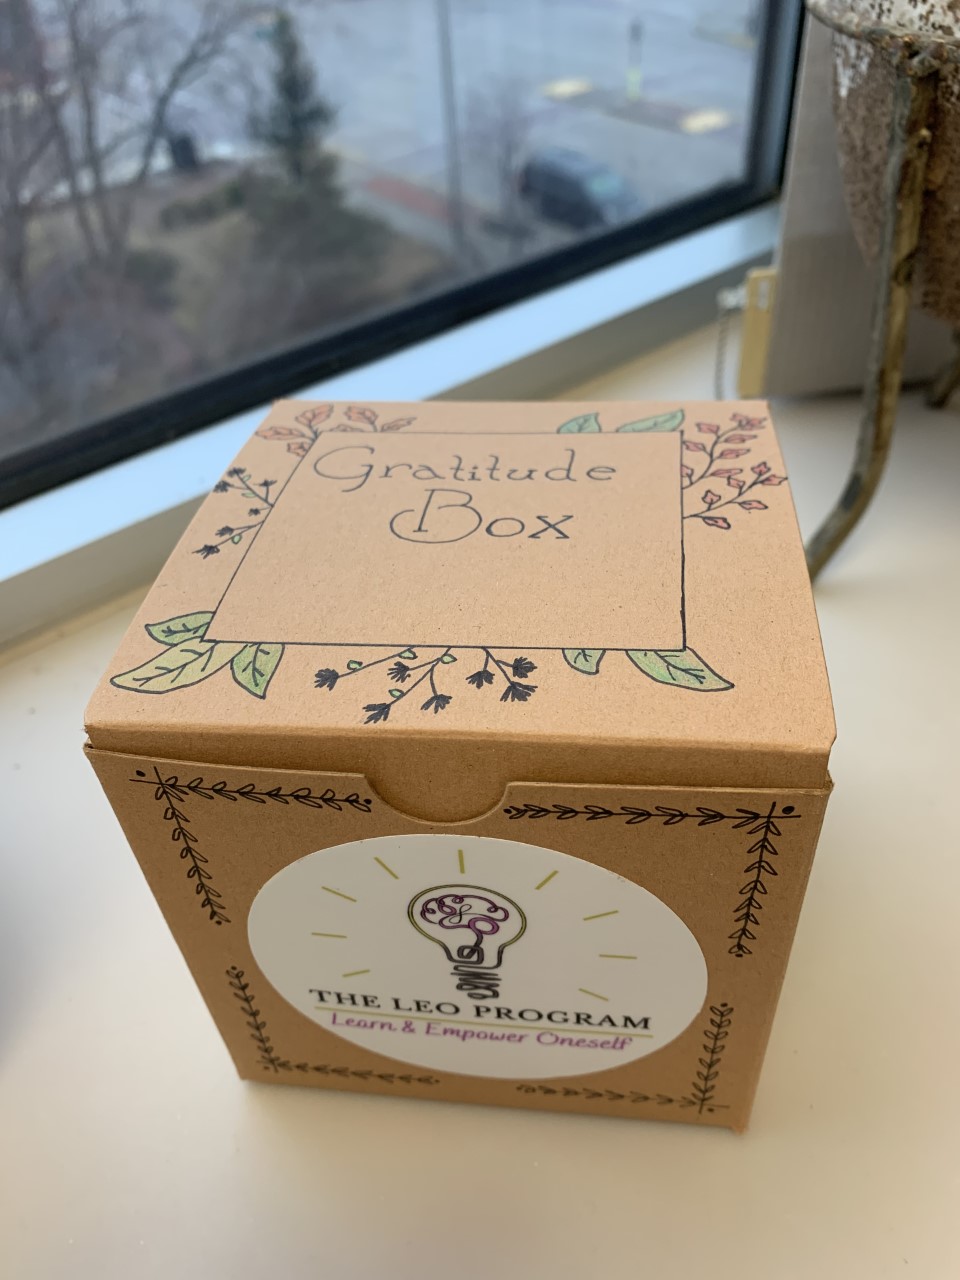 Gratitude
Box
THE LEO PROGRAM
Learn & Empower Oneself